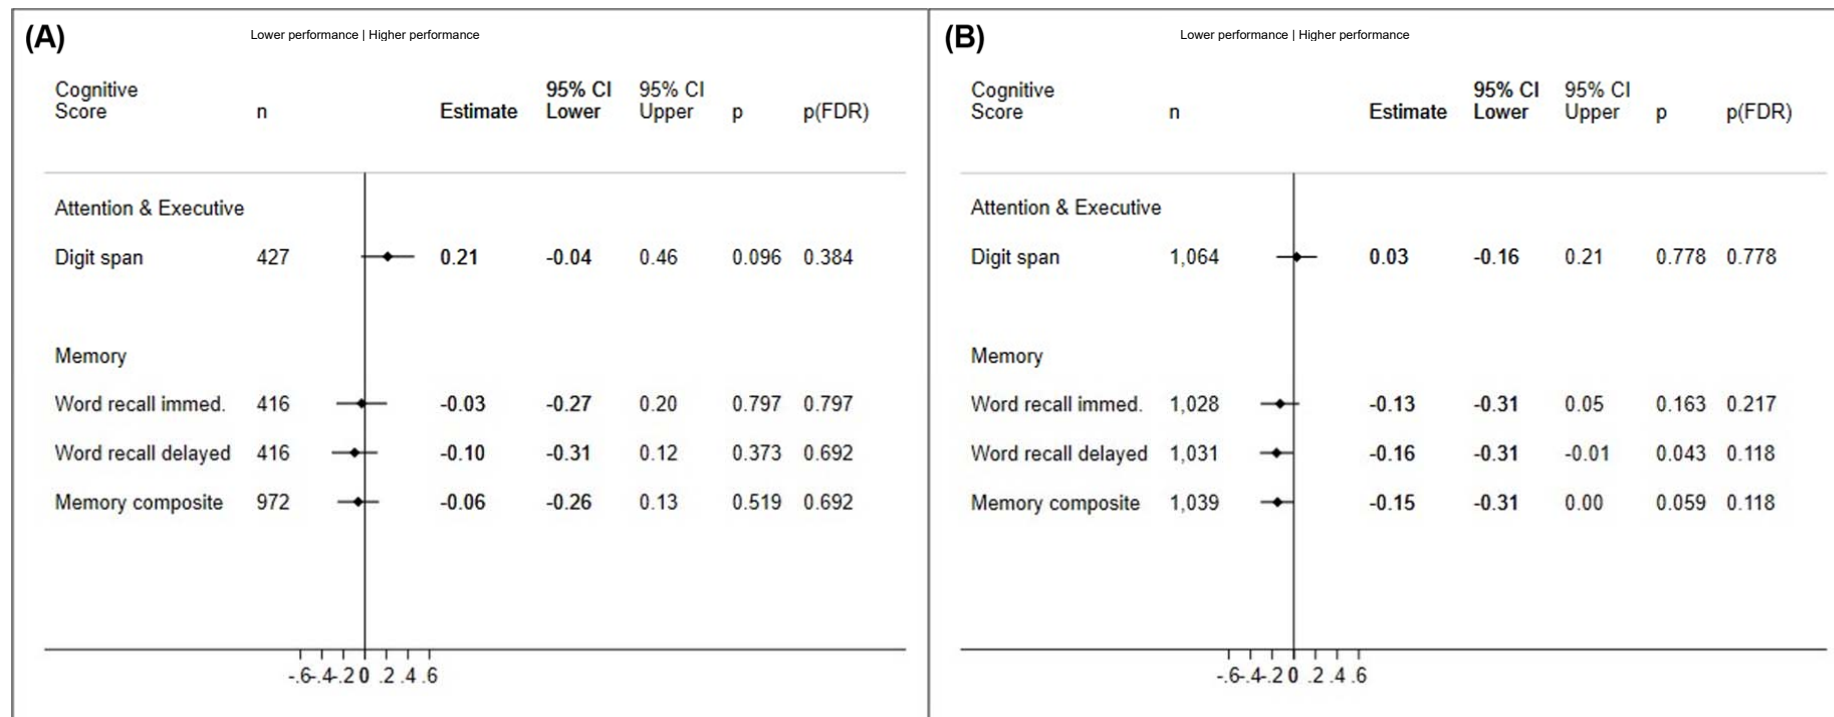 (A)
Lower performance | Higher performance
Cognitive Score n Estimate 95% CI Lower 95% CI Upper p p(FDR)
Attention & Executive
Digit span 427 0.21 -0.04 0.46 0.096 0.384
Memory
Word recall immed. 416 -0.03 -0.27 0.20 0.797 0.797
Word recall delayed 416 -0.10 -0.31 0.12 0.373 0.692
Memory composite 972 -0.06 -0.26 0.13 0.519 0.692
-.6 -.4 -.2 0 .2 .4 .6
(B)
Lower performance | Higher performance
Cognitive Score n Estimate 95% CI Lower 95% CI Upper p p(FDR)
Attention & Executive
Digit span 1,064 0.03 -0.16 0.21 0.778 0.778
Memory
Word recall immed. 1,028 -0.13 -0.31 0.05 0.163 0.217
Word recall delayed 1,031 -0.16 -0.31 -0.01 0.043 0.118
Memory composite 1,039 -0.15 -0.31 0.00 0.059 0.118
-.6 -.4 -.2 0 .2 .4 .6